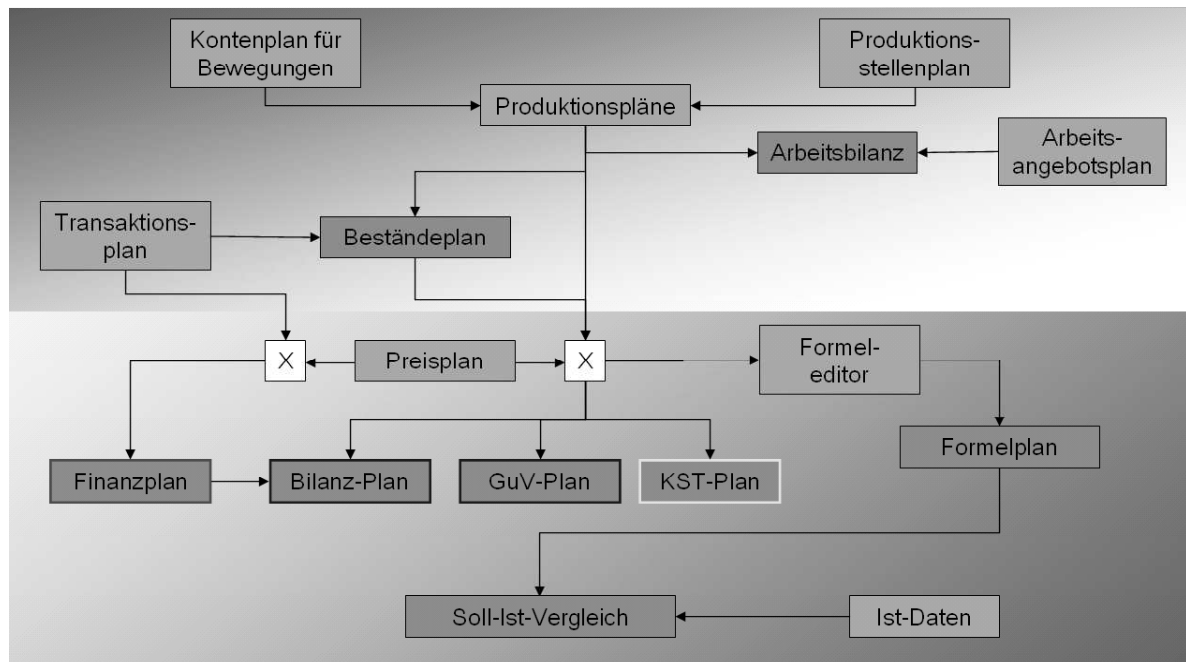 Kontenplan für
Bewegungen
Produktions-
stellenplan
Produktionspläne
Arbeitsbilanz
Arbeits-
angebotsplan
Transaktions-
plan
Beständeplan
X
Preisplan
X
Formel-
editor
Formelplan
Finanzplan
Bilanz-Plan
GuV-Plan
KST-Plan
Soll-Ist-Vergleich
Ist-Daten